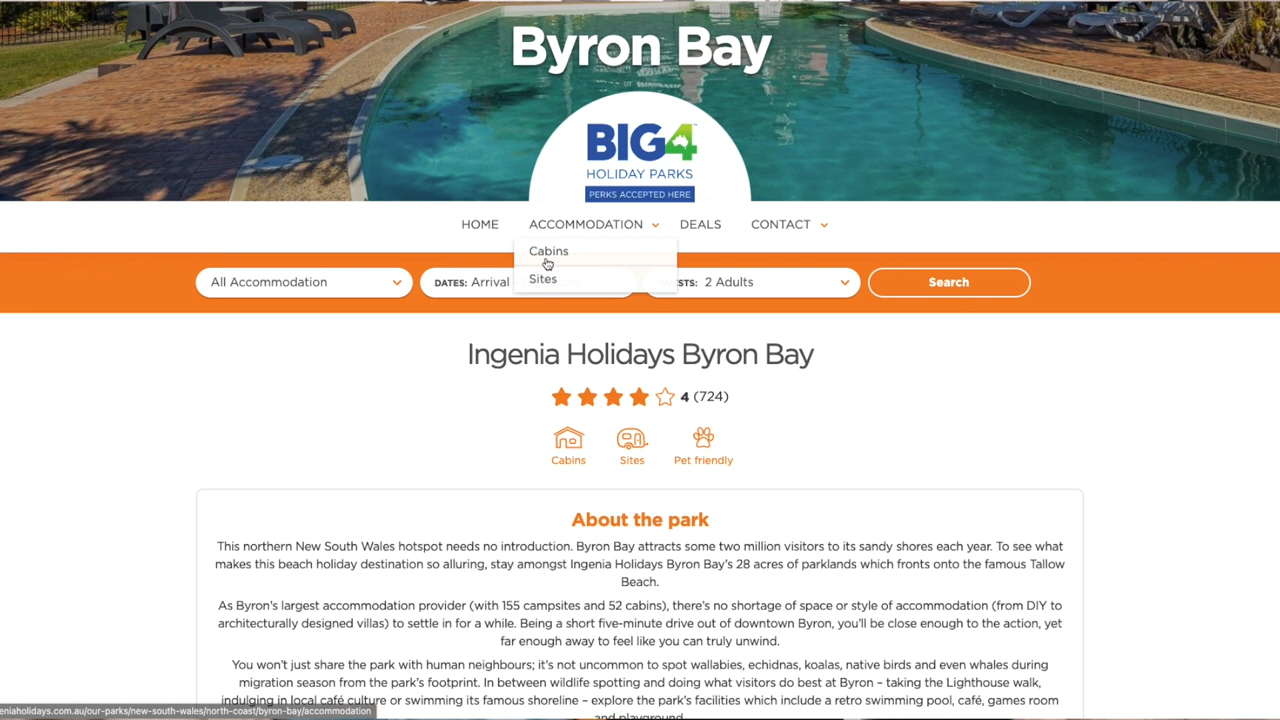 Byron Bay
BIG4
HOLIDAY PARKS
PERKS ACCEPTED HERE
HOME ACCOMMODATION DEALS CONTACT
Cabins
Sites
All Accommodation DATES: Arrival 2 Adults Search
Ingenia Holidays Byron Bay
4 (724)
Cabins Sites Pet friendly
About the park
This northern New South Wales hotspot needs no introduction. Byron Bay attracts some two million visitors to its sandy shores each year. To see what
makes this beach holiday destination so alluring, stay amongst Ingenia Holidays Byron Bay's 28 acres of parklands which fronts onto the famous Tallow
Beach.
As Byron's largest accommodation provider (with 155 campsites and 52 cabins), there's no shortage of space or style of accommodation (from DIY to
architecturally designed villas) to settle in for a while. Being a short five-minute drive out of downtown Byron, you'll be close enough to the action, yet
far enough away to feel like you can truly unwind.
You won't just share the park with human neighbours; it's not uncommon to spot wallabies, echidnas, koalas, native birds and even whales during
migration season from the park's footprint. In between wildlife spotting and doing what visitors do best at Byron – taking the Lighthouse walk,
indulging in local café culture or swimming its famous shoreline – explore the park's facilities which include a retro swimming pool, café, games room
and playground.
eniaholidays.com.au/our-parks/new-south-wales/north-coast/byron-bay/accommodation